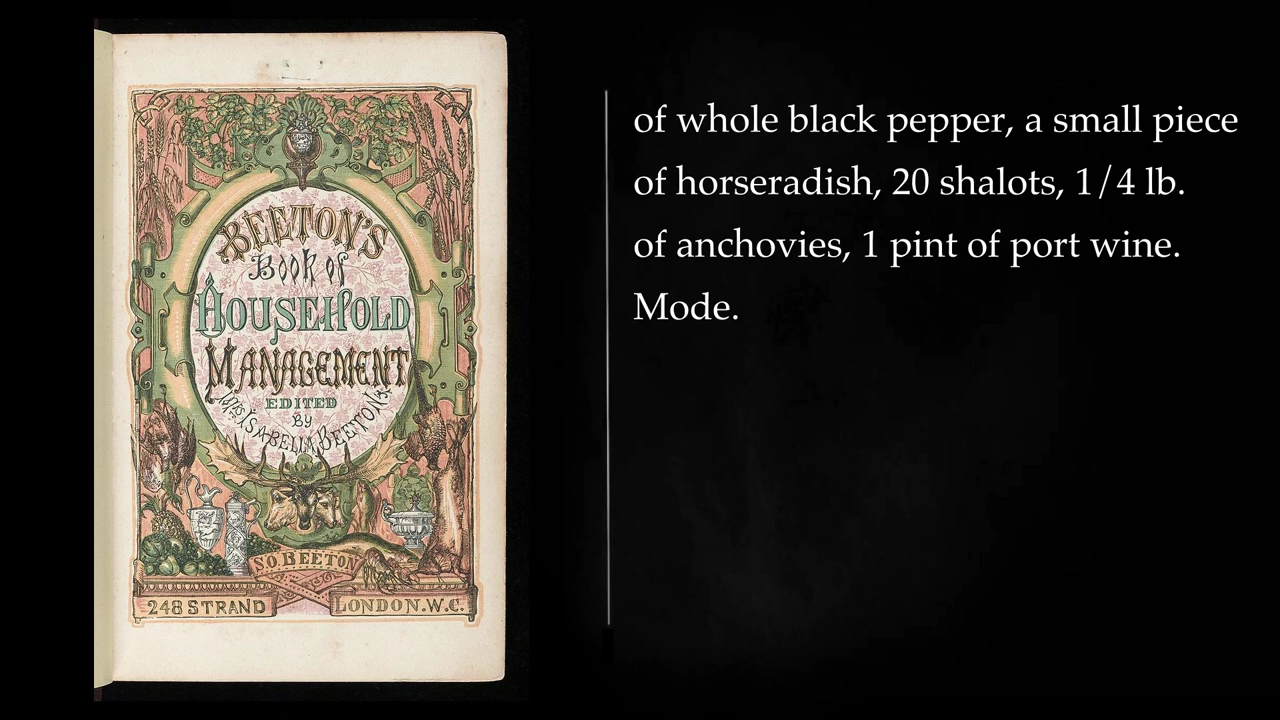 BEETON'S
Book of
HOUSEHOLD
MANAGEMENT
EDITED
BY
MRS ISABELLA BEETON
S.O. BEETON
248 STRAND
LONDON.W.C.
of whole black pepper, a small piece
of horseradish, 20 shalots, 1/4 lb.
of anchovies, 1 pint of port wine.
Mode.